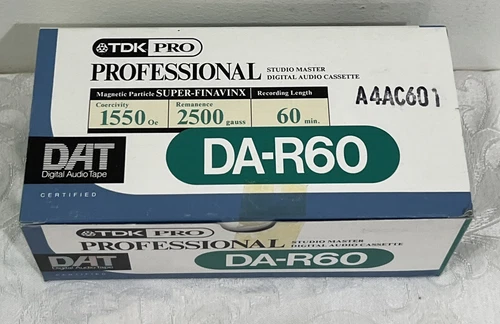 TDK PRO
PROFESSIONAL STUDIO MASTER
DIGITAL AUDIO CASSETTE
Magnetic Particle SUPER-FINAVINX Recording Length
Coercivity Remanence
1550 Oe 2500 gauss 60 min.
A4AC601
DAT
Digital Audio Tape
CERTIFIED
DA-R60
TDK PRO
PROFESSIONAL STUDIO MASTER
DIGITAL AUDIO CASSETTE
DAT
Digital Audio Tape
CERTIFIED
DA-R60